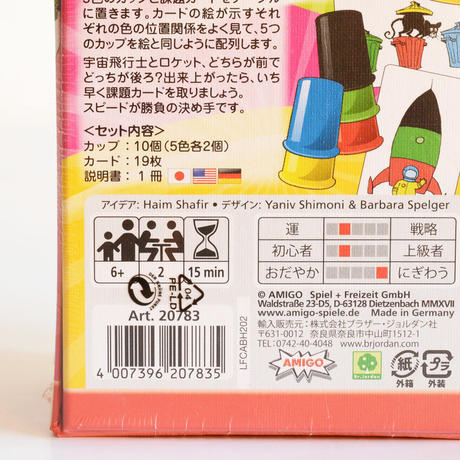 に置きます。カードの絵が示すそれ
ぞれの色の位置関係をよく見て、5つ
のカップを絵と同じように配列します。
宇宙飛行士とロケット、どちらが前で
どっちが後ろ?出来上がったら、いち
早く課題カードを取りましょう。
スピードが勝負の決め手です。
<セット内容>
カップ:10個(5色各2個)
カード:19枚
説明書:1冊
アイデア: Haim Shafir • デザイン: Yaniv Shimoni & Barbara Spelger
6+ 2 15 min
運 戦略
初心者 上級者
おだやか にぎわう
© AMIGO Spiel + Freizeit GmbH
Waldstraße 23-D5, D-63128 Dietzenbach MMXVII
www.amigo-spiele.de Made in Germany
輸入販売元:株式会社ブラザー・ジョルダン社
〒631-0012 奈良県奈良市中山町1512-1
TEL:0742-40-4048 www.brjordan.com
Art. 20783
4 007396 207835
LFCABH202
AMIGO
Br.Jordan
紙
外箱
プラ
外装